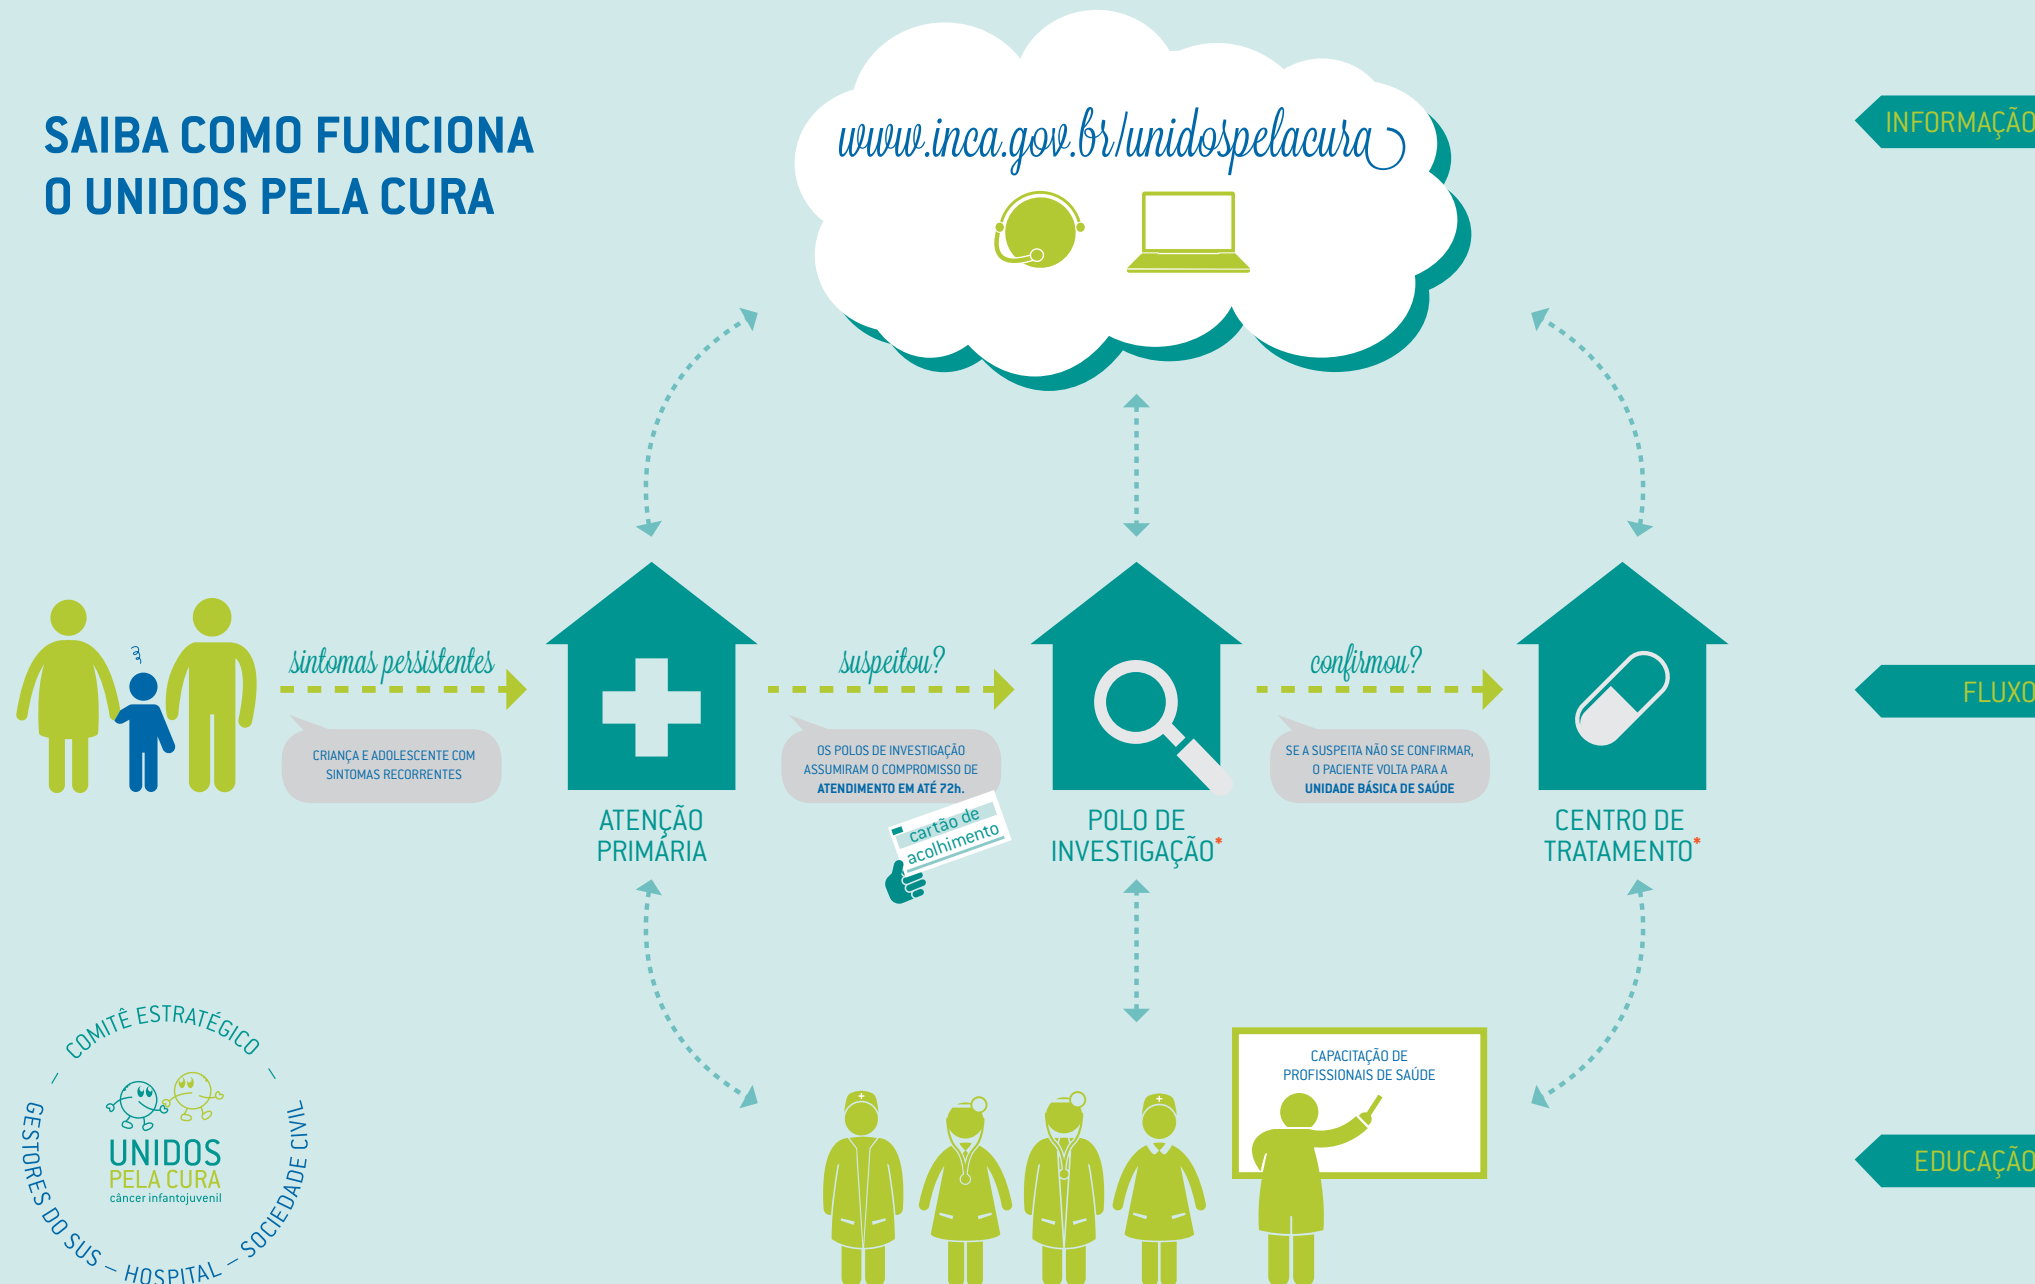 SAIBA COMO FUNCIONA
O UNIDOS PELA CURA
www.inca.gov.br/unidospelacura
INFORMAÇÃO
sintomas persistentes
CRIANÇA E ADOLESCENTE COM
SINTOMAS RECORRENTES
ATENÇÃO
PRIMÁRIA
suspeitou?
OS POLOS DE INVESTIGAÇÃO
ASSUMIRAM O COMPROMISSO DE
ATENDIMENTO EM ATÉ 72h.
cartão de
acolhimento
POLO DE
INVESTIGAÇÃO*
confirmou?
SE A SUSPEITA NÃO SE CONFIRMAR,
O PACIENTE VOLTA PARA A
UNIDADE BÁSICA DE SAÚDE
CENTRO DE
TRATAMENTO*
FLUXO
CAPACITAÇÃO DE
PROFISSIONAIS DE SAÚDE
EDUCAÇÃO
– COMITÊ ESTRATÉGICO –
GESTORES DO SUS – HOSPITAL – SOCIEDADE CIVIL
UNIDOS
PELA CURA
câncer infantojuvenil